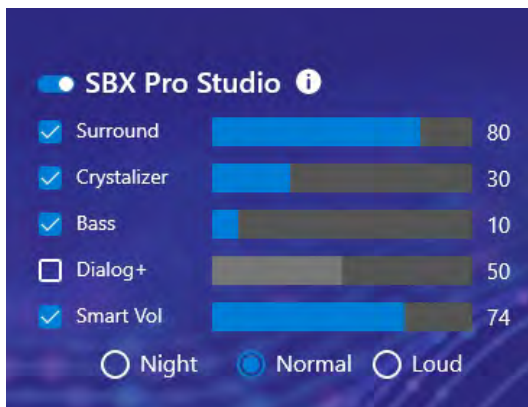 SBX Pro Studio i
Surround 80
Crystalizer 30
Bass 10
Dialog+ 50
Smart Vol 74
Night Normal Loud